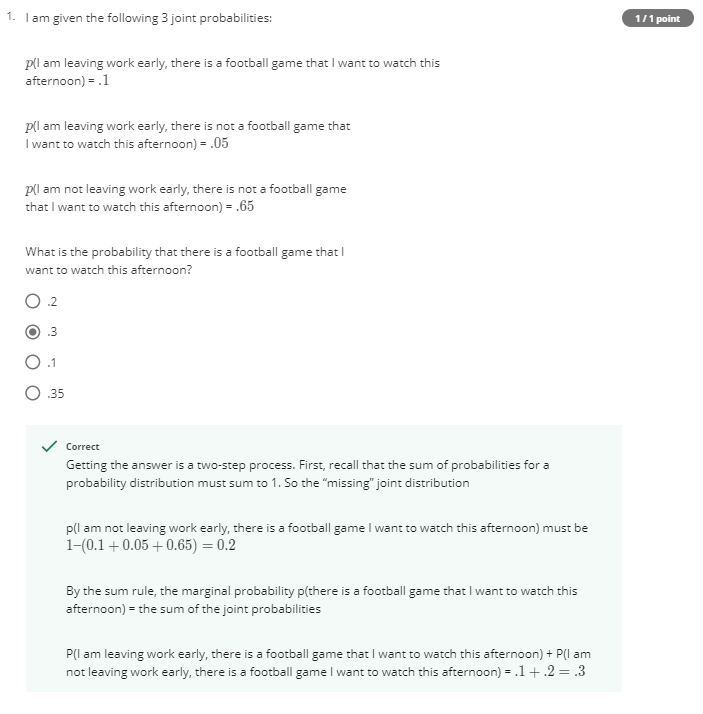 1. I am given the following 3 joint probabilities:
1 / 1 point
p(I am leaving work early, there is a football game that I want to watch this
afternoon) = .1
p(I am leaving work early, there is not a football game that
I want to watch this afternoon) = .05
p(I am not leaving work early, there is not a football game
that I want to watch this afternoon) = .65
What is the probability that there is a football game that I
want to watch this afternoon?
.2
.3
.1
.35
Correct
Getting the answer is a two-step process. First, recall that the sum of probabilities for a
probability distribution must sum to 1. So the “missing” joint distribution
p(I am not leaving work early, there is a football game I want to watch this afternoon) must be
1–(0.1 + 0.05 + 0.65) = 0.2
By the sum rule, the marginal probability p(there is a football game that I want to watch this
afternoon) = the sum of the joint probabilities
P(I am leaving work early, there is a football game that I want to watch this afternoon) + P(I am
not leaving work early, there is a football game I want to watch this afternoon) = .1 + .2 = .3